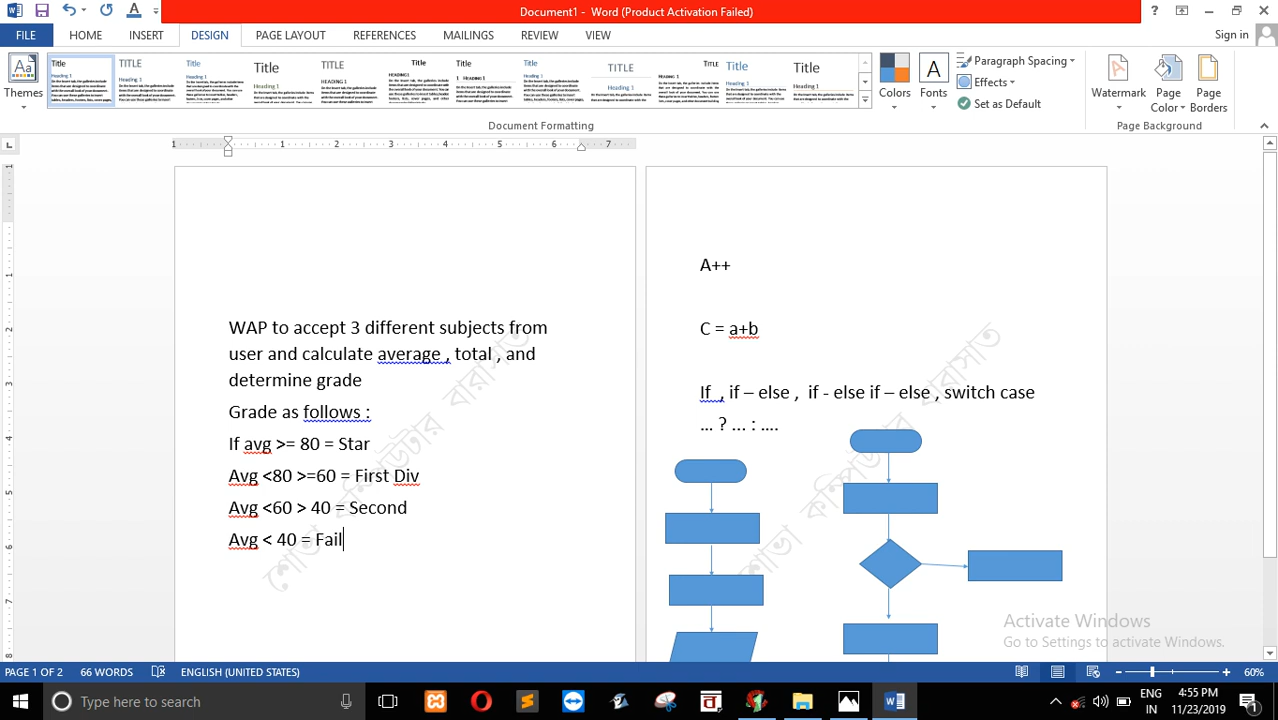 Document1 - Word (Product Activation Failed)
FILE HOME INSERT DESIGN PAGE LAYOUT REFERENCES MAILINGS REVIEW VIEW Sign in
Themes
Colors
Fonts
Paragraph Spacing
Effects
Set as Default
Watermark
Page Color
Page Borders
Document Formatting
Page Background
WAP to accept 3 different subjects from
user and calculate average , total , and
determine grade
Grade as follows :
If avg >= 80 = Star
Avg <80 >=60 = First Div
Avg <60 > 40 = Second
Avg < 40 = Fail
A++
C = a+b
If , if – else , if - else if – else , switch case
... ? ... : ....
Activate Windows
Go to Settings to activate Windows.
PAGE 1 OF 2 66 WORDS ENGLISH (UNITED STATES) 60%
Type here to search
ENG
IN
4:55 PM
11/23/2019